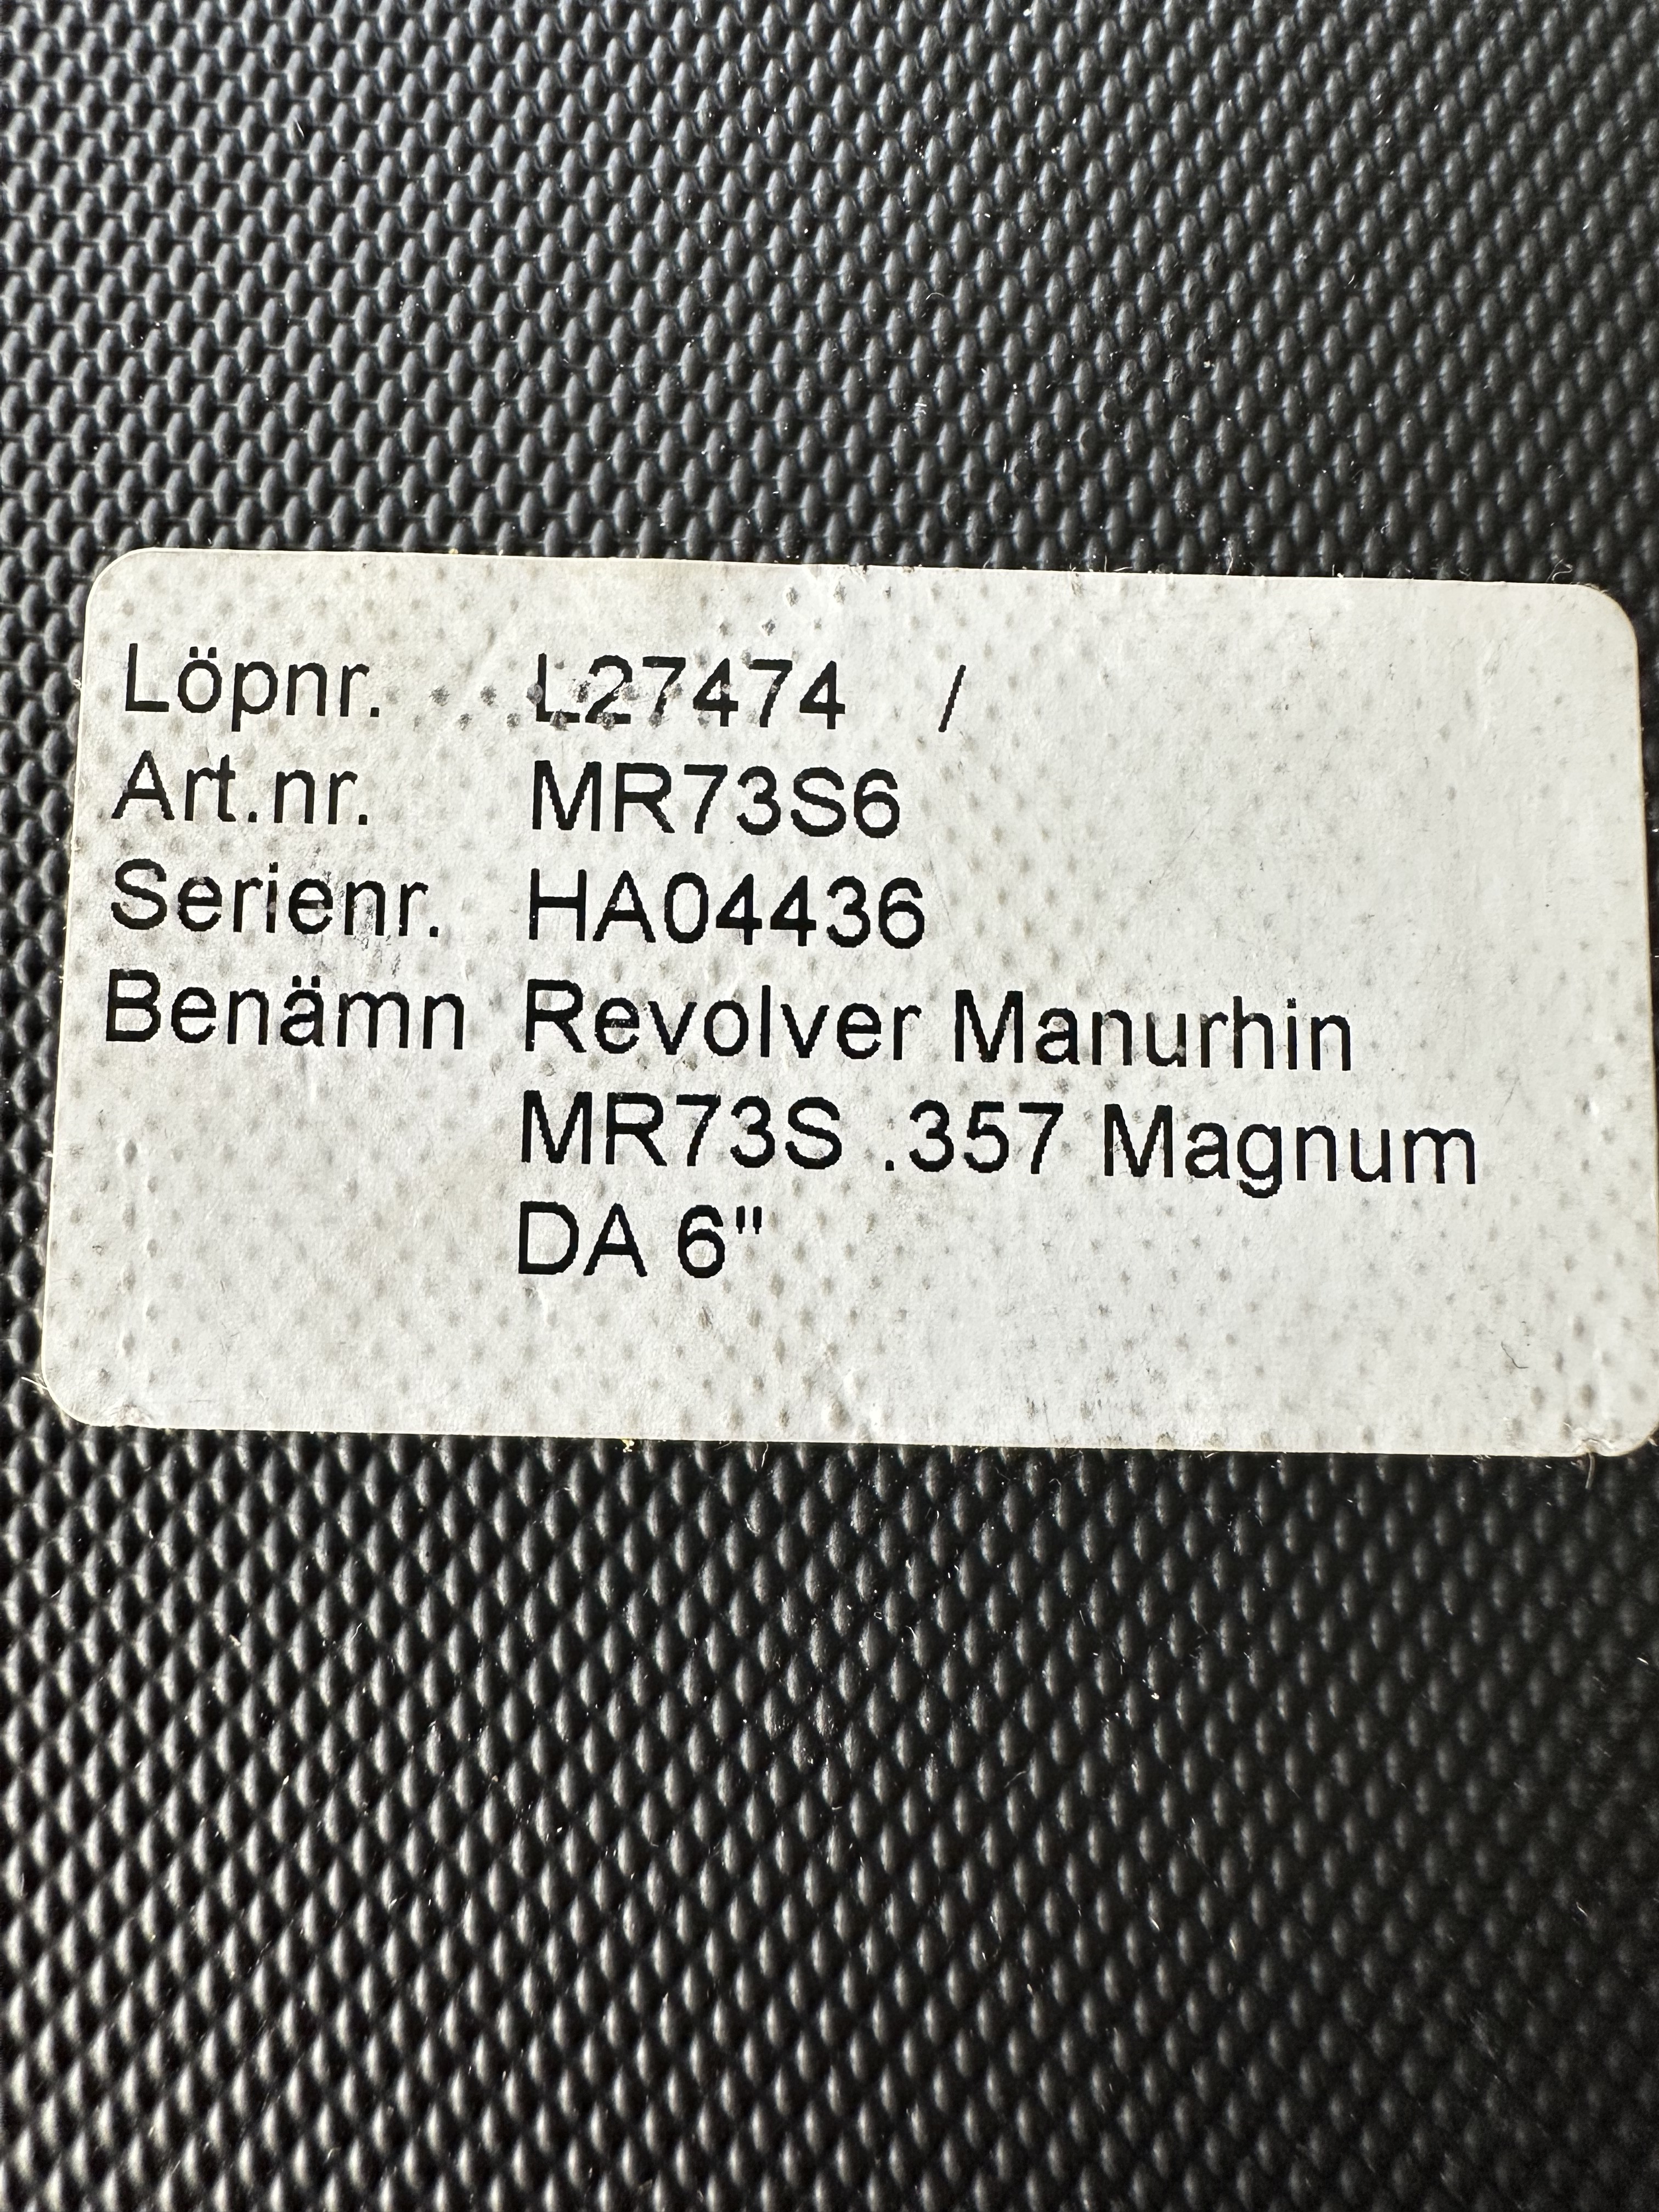 Löpnr. L27474 /
Art.nr. MR73S6
Serienr. HA04436
Benämn Revolver Manurhin
MR73S .357 Magnum
DA 6"